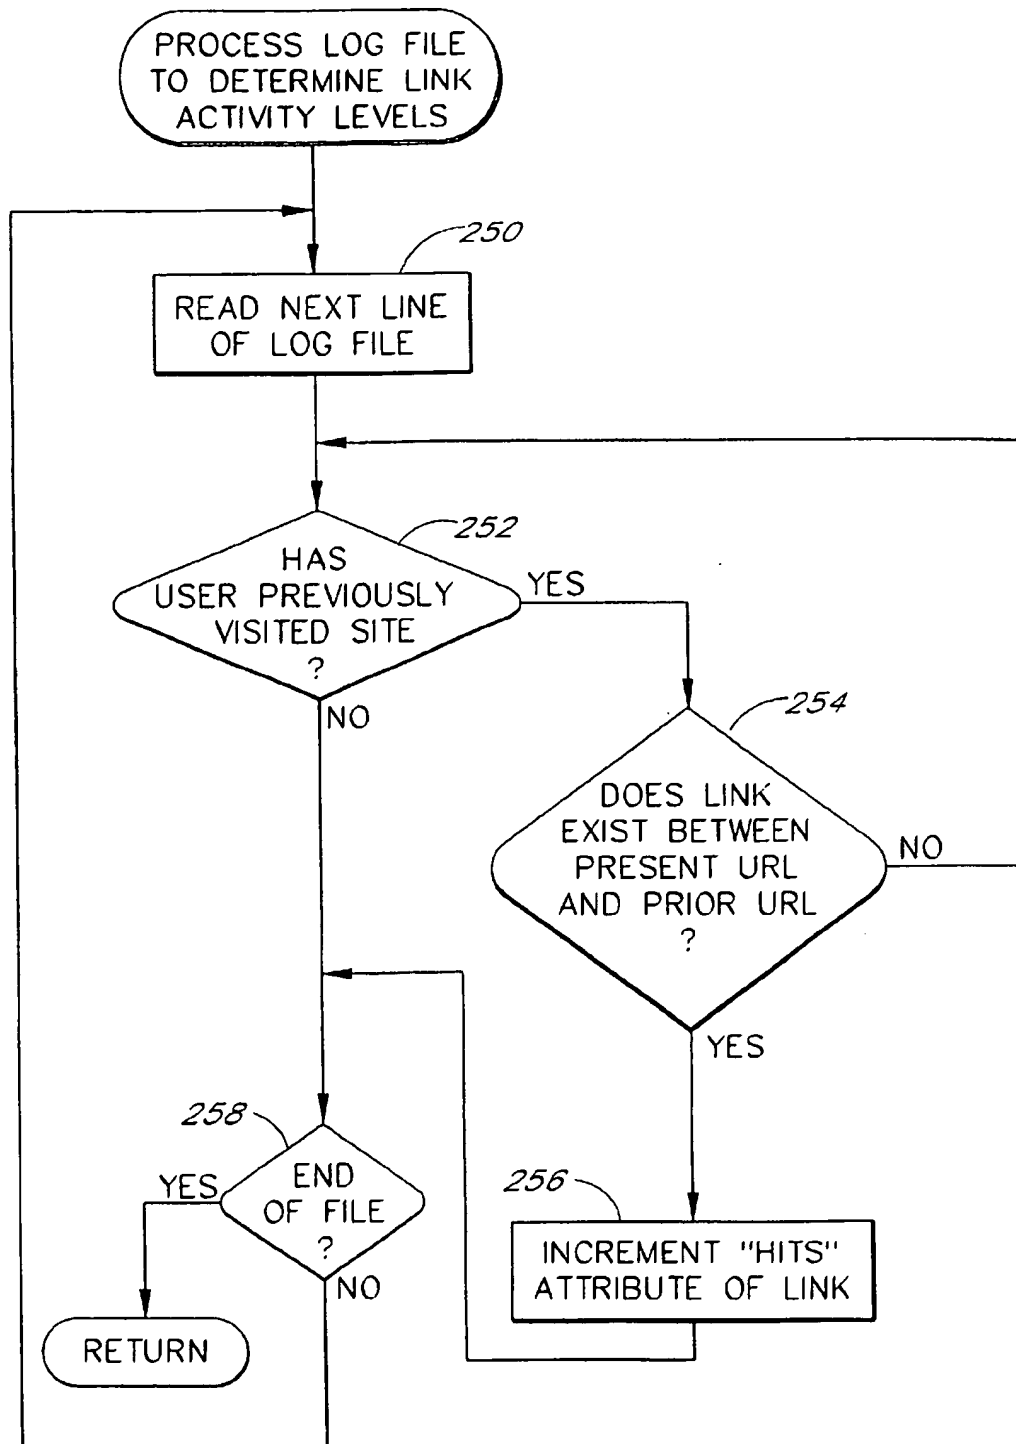 PROCESS LOG FILE
TO DETERMINE LINK
ACTIVITY LEVELS
250
READ NEXT LINE
OF LOG FILE
252
HAS
USER PREVIOUSLY
VISITED SITE
?
YES
NO
254
DOES LINK
EXIST BETWEEN
PRESENT URL
AND PRIOR URL
?
NO
YES
258
END
OF FILE
?
YES
NO
256
INCREMENT "HITS"
ATTRIBUTE OF LINK
RETURN